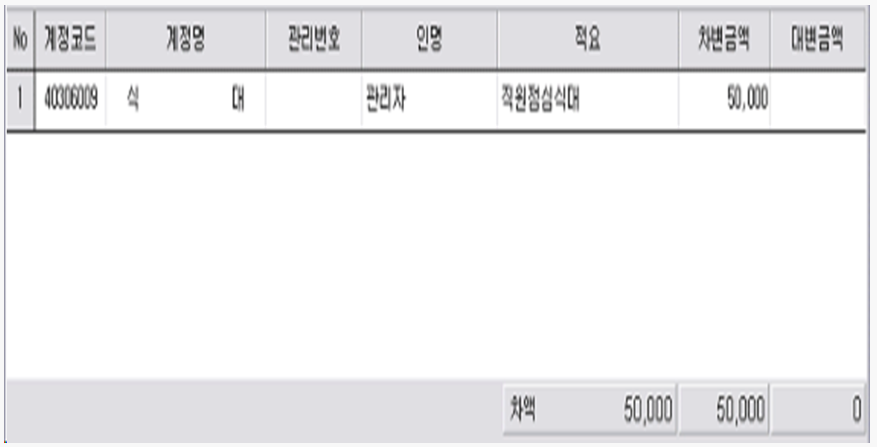 No 계정코드 계정명 관리번호 인명 적요 차변금액 대변금액
1 40306009 식 대 관리자 직원점심식대 50,000
차액 50,000 50,000 0